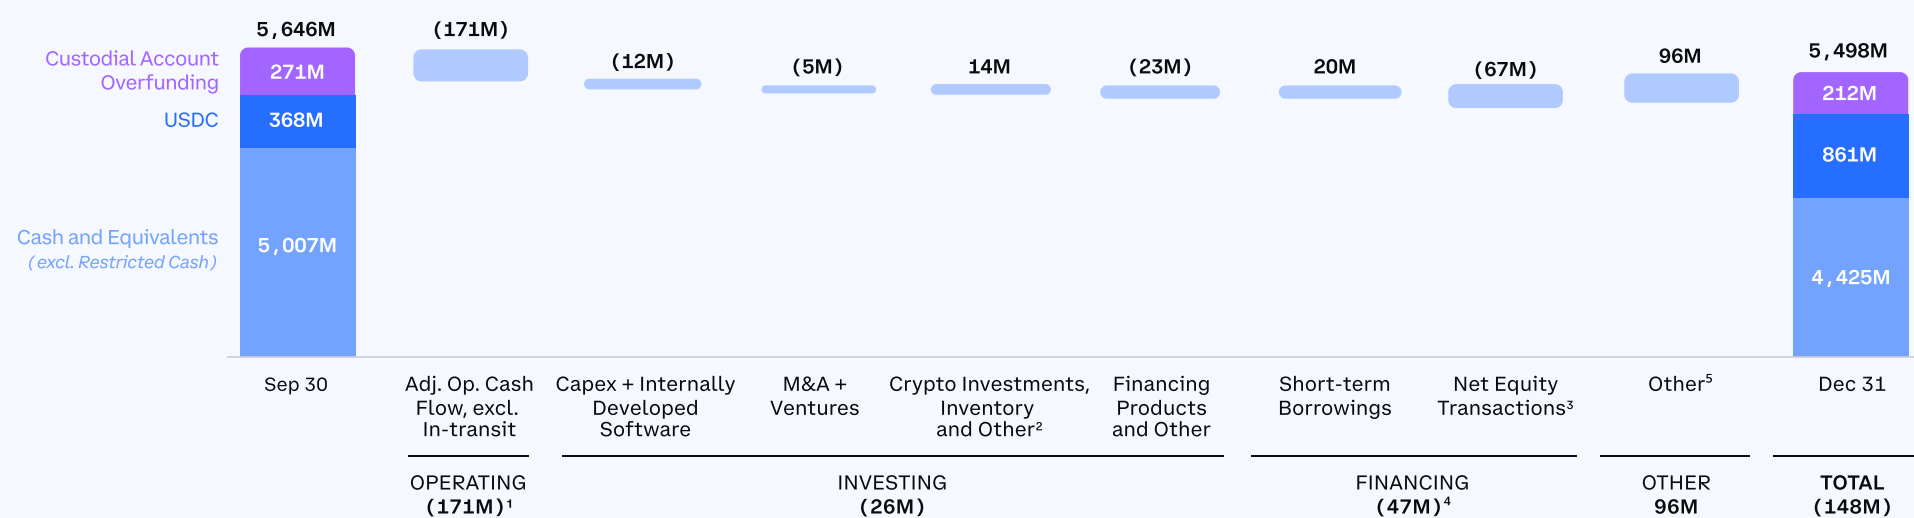 5,646M
(171M)
(12M)
(5M)
14M
(23M)
20M
(67M)
96M
5,498M
Custodial Account
Overfunding
271M
212M
USDC
368M
861M
Cash and Equivalents
(excl. Restricted Cash)
5,007M
4,425M
Sep 30
Adj. Op. Cash
Flow, excl.
In-transit
Capex + Internally
Developed
Software
M&A +
Ventures
Crypto Investments,
Inventory
and Other²
Financing
Products
and Other
Short-term
Borrowings
Net Equity
Transactions³
Other⁵
Dec 31
OPERATING
(171M)¹
INVESTING
(26M)
FINANCING
(47M)⁴
OTHER
96M
TOTAL
(148M)